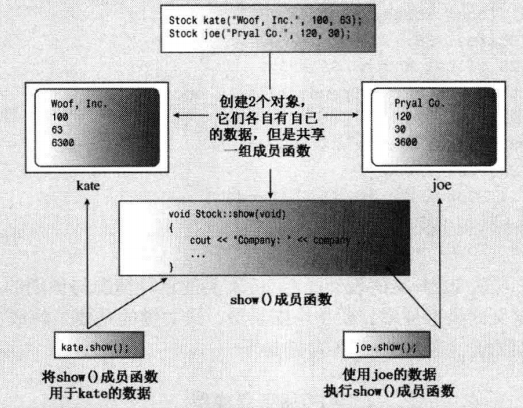 Stock kate("Woof, Inc.", 100, 63);
Stock joe("Pryal Co.", 120, 30);
Woof, Inc.
100
63
6300
kate
创建2个对象，
它们各自有自己
的数据，但是共享
一组成员函数
Pryal Co.
120
30
3600
joe
void Stock::show(void)
{
cout << "Company: " << company ...
...
}
show()成员函数
kate.show();
将show()成员函数
用于kate的数据
joe.show();
使用joe的数据
执行show()成员函数